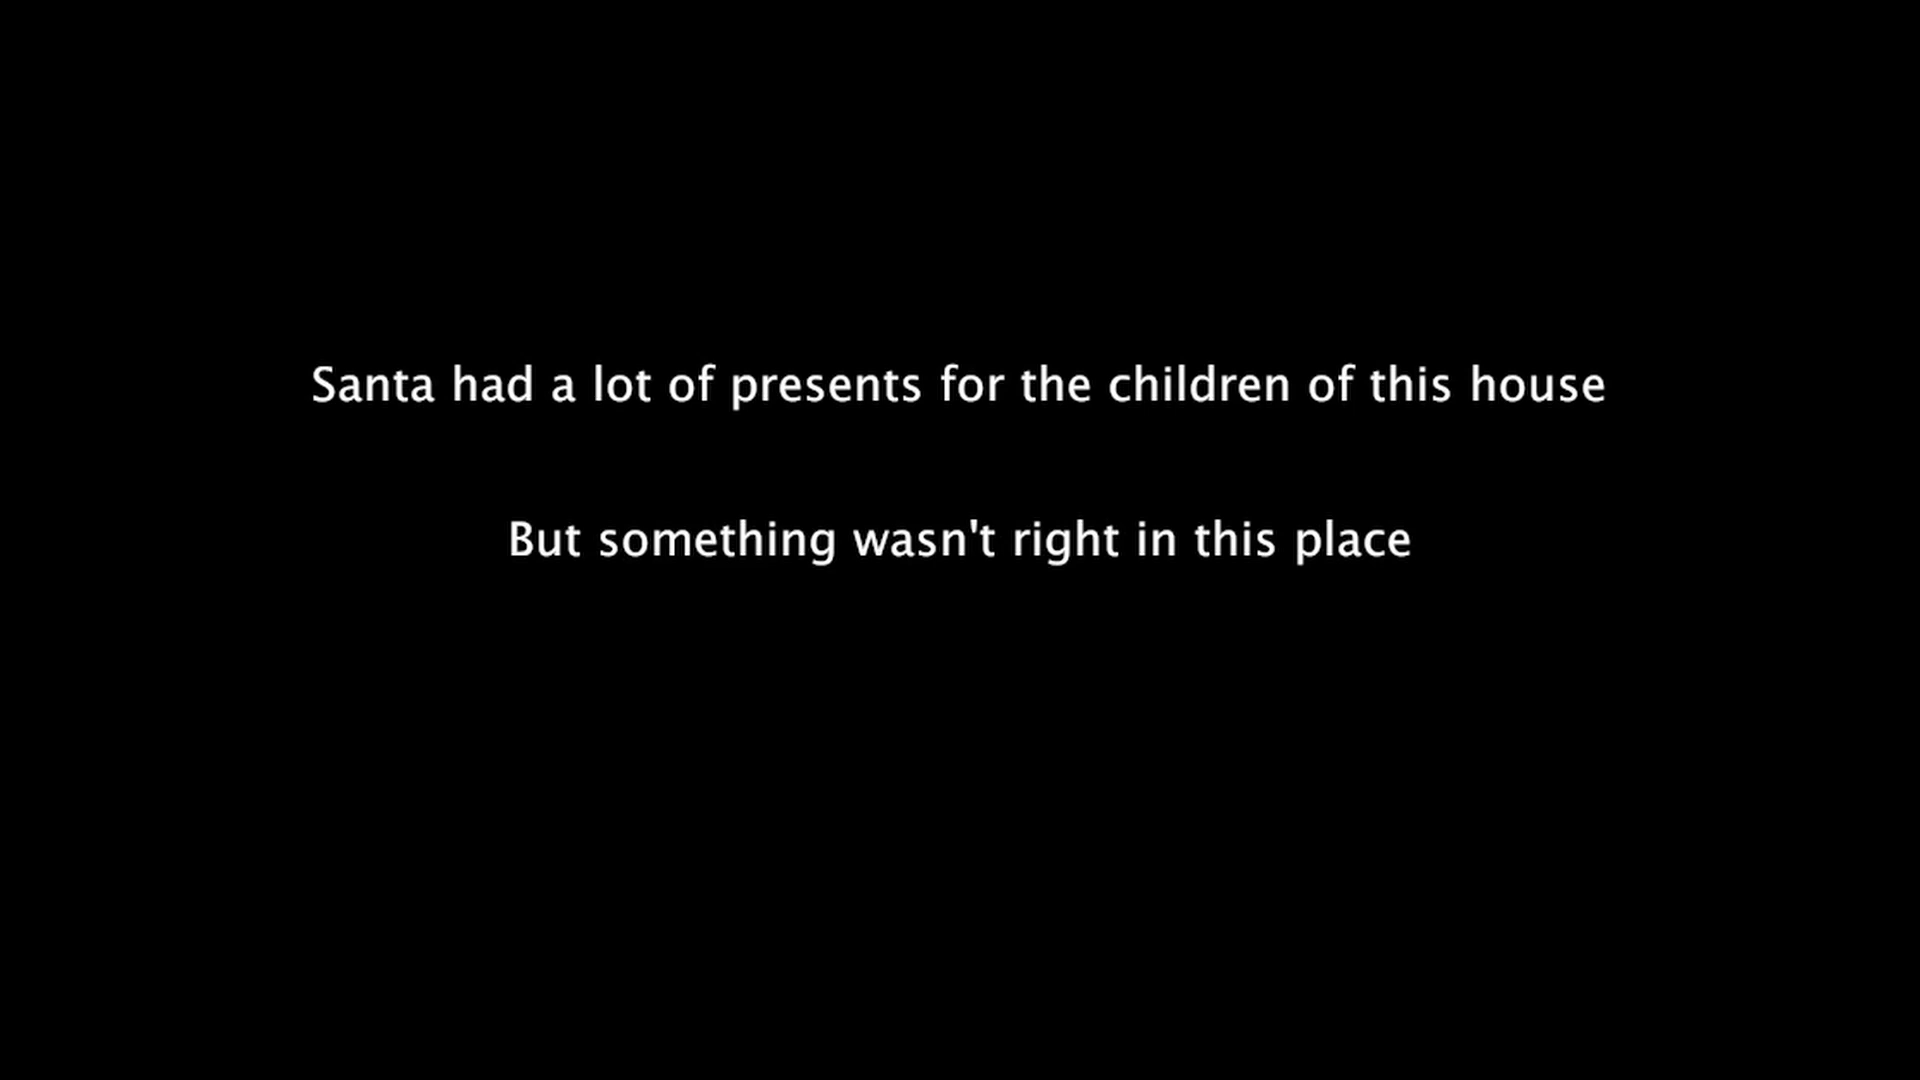 Santa had a lot of presents for the children of this house
But something wasn't right in this place